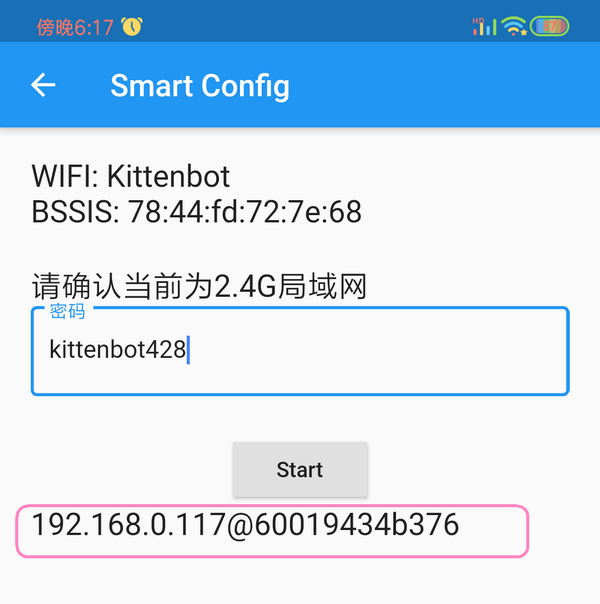 傍晚6:17
HD
Smart Config
WIFI: Kittenbot
BSSIS: 78:44:fd:72:7e:68
请确认当前为2.4G局域网
密码
kittenbot428
Start
192.168.0.117@60019434b376